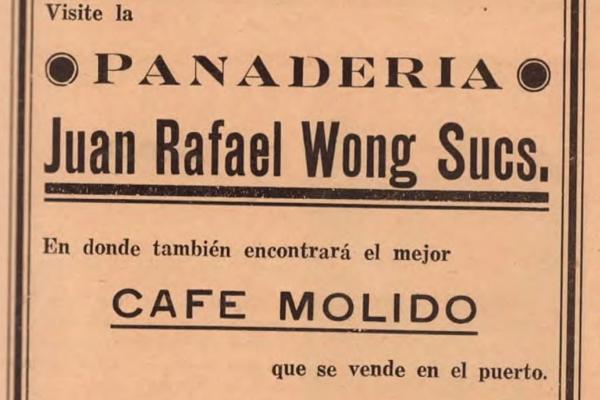 Visite la
PANADERIA
Juan Rafael Wong Sucs.
En donde también encontrará el mejor
CAFE MOLIDO
que se vende en el puerto.